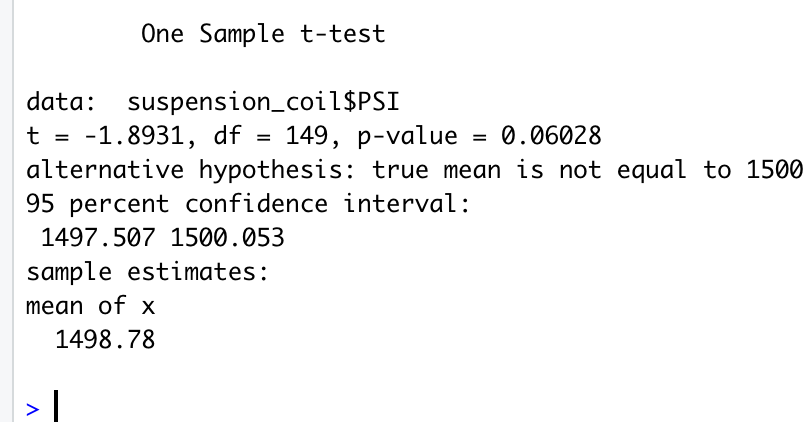 One Sample t-test
data:  suspension_coil$PSI
t = -1.8931, df = 149, p-value = 0.06028
alternative hypothesis: true mean is not equal to 1500
95 percent confidence interval:
 1497.507 1500.053
sample estimates:
mean of x
  1498.78
>